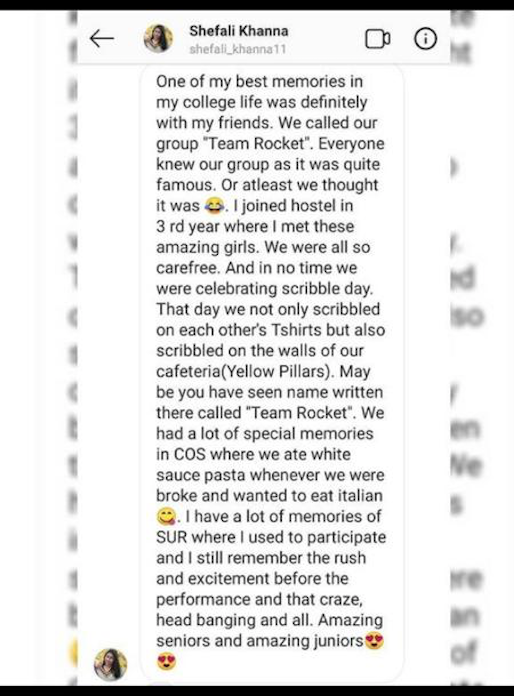 Shefali Khanna
shefali_khanna11
One of my best memories in
my college life was definitely
with my friends. We called our
group "Team Rocket". Everyone
knew our group as it was quite
famous. Or atleast we thought
it was 😂. I joined hostel in
3 rd year where I met these
amazing girls. We were all so
carefree. And in no time we
were celebrating scribble day.
That day we not only scribbled
on each other's Tshirts but also
scribbled on the walls of our
cafeteria(Yellow Pillars). May
be you have seen name written
there called "Team Rocket". We
had a lot of special memories
in COS where we ate white
sauce pasta whenever we were
broke and wanted to eat italian
😋. I have a lot of memories of
SUR where I used to participate
and I still remember the rush
and excitement before the
performance and that craze,
head banging and all. Amazing
seniors and amazing juniors😍
😍